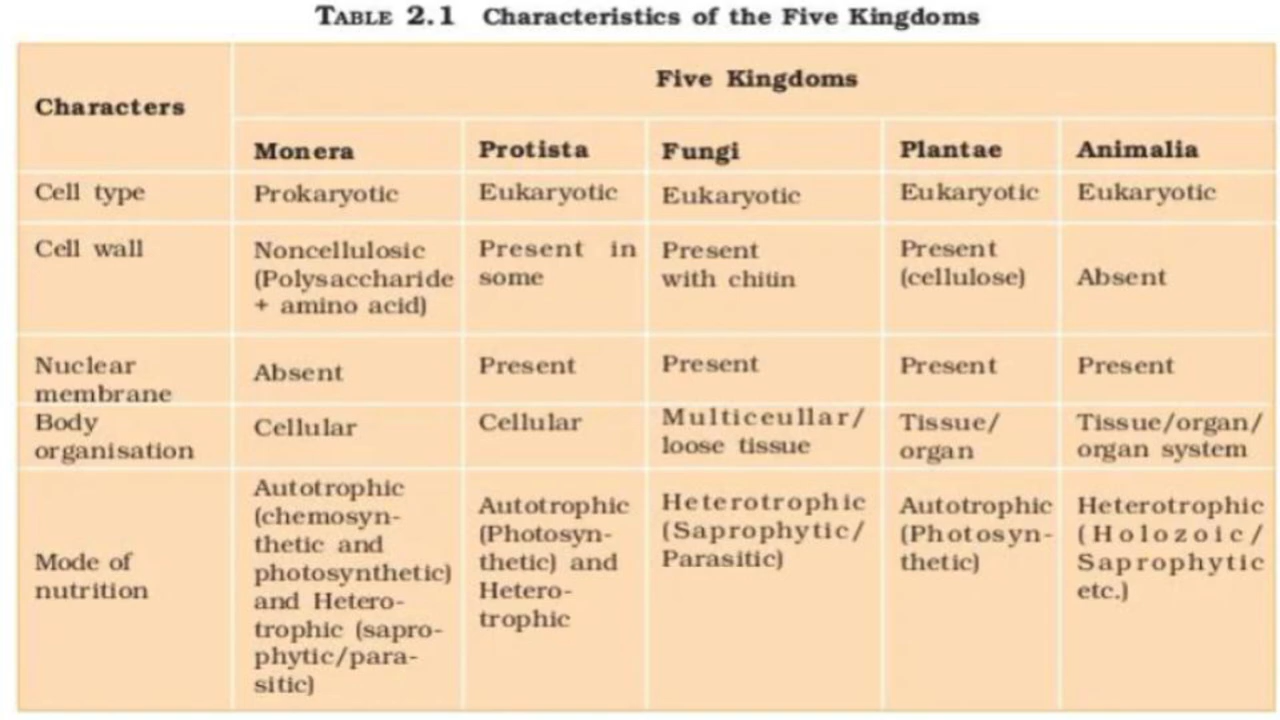 TABLE 2.1 Characteristics of the Five Kingdoms
Characters
Five Kingdoms
Monera
Protista
Fungi
Plantae
Animalia
Cell type
Prokaryotic
Eukaryotic
Eukaryotic
Eukaryotic
Eukaryotic
Cell wall
Noncellulosic
(Polysaccharide
+ amino acid)
Present in
some
Present
with chitin
Present
(cellulose)
Absent
Nuclear
membrane
Absent
Present
Present
Present
Present
Body
organisation
Cellular
Cellular
Multiceullar/
loose tissue
Tissue/
organ
Tissue/organ/
organ system
Mode of
nutrition
Autotrophic
(chemosyn-
thetic and
photosynthetic)
and Hetero-
trophic (sapro-
phytic/para-
sitic)
Autotrophic
(Photosyn-
thetic) and
Hetero-
trophic
Heterotrophic
(Saprophytic/
Parasitic)
Autotrophic
(Photosyn-
thetic)
Heterotrophic
(Holozoic/
Saprophytic
etc.)